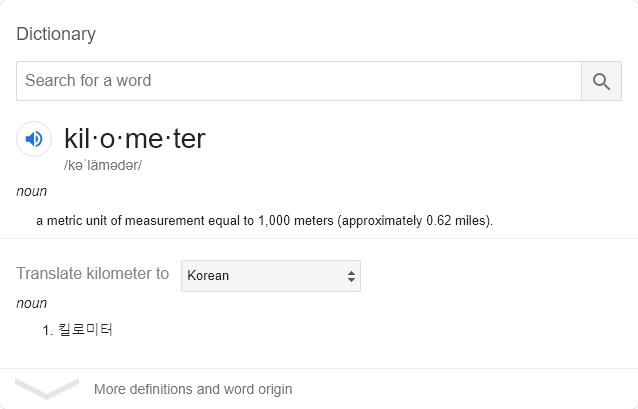 Dictionary
Search for a word
kil·o·me·ter
/kəˈlämədər/
noun
a metric unit of measurement equal to 1,000 meters (approximately 0.62 miles).
Translate kilometer to Korean
noun
1. 킬로미터
More definitions and word origin